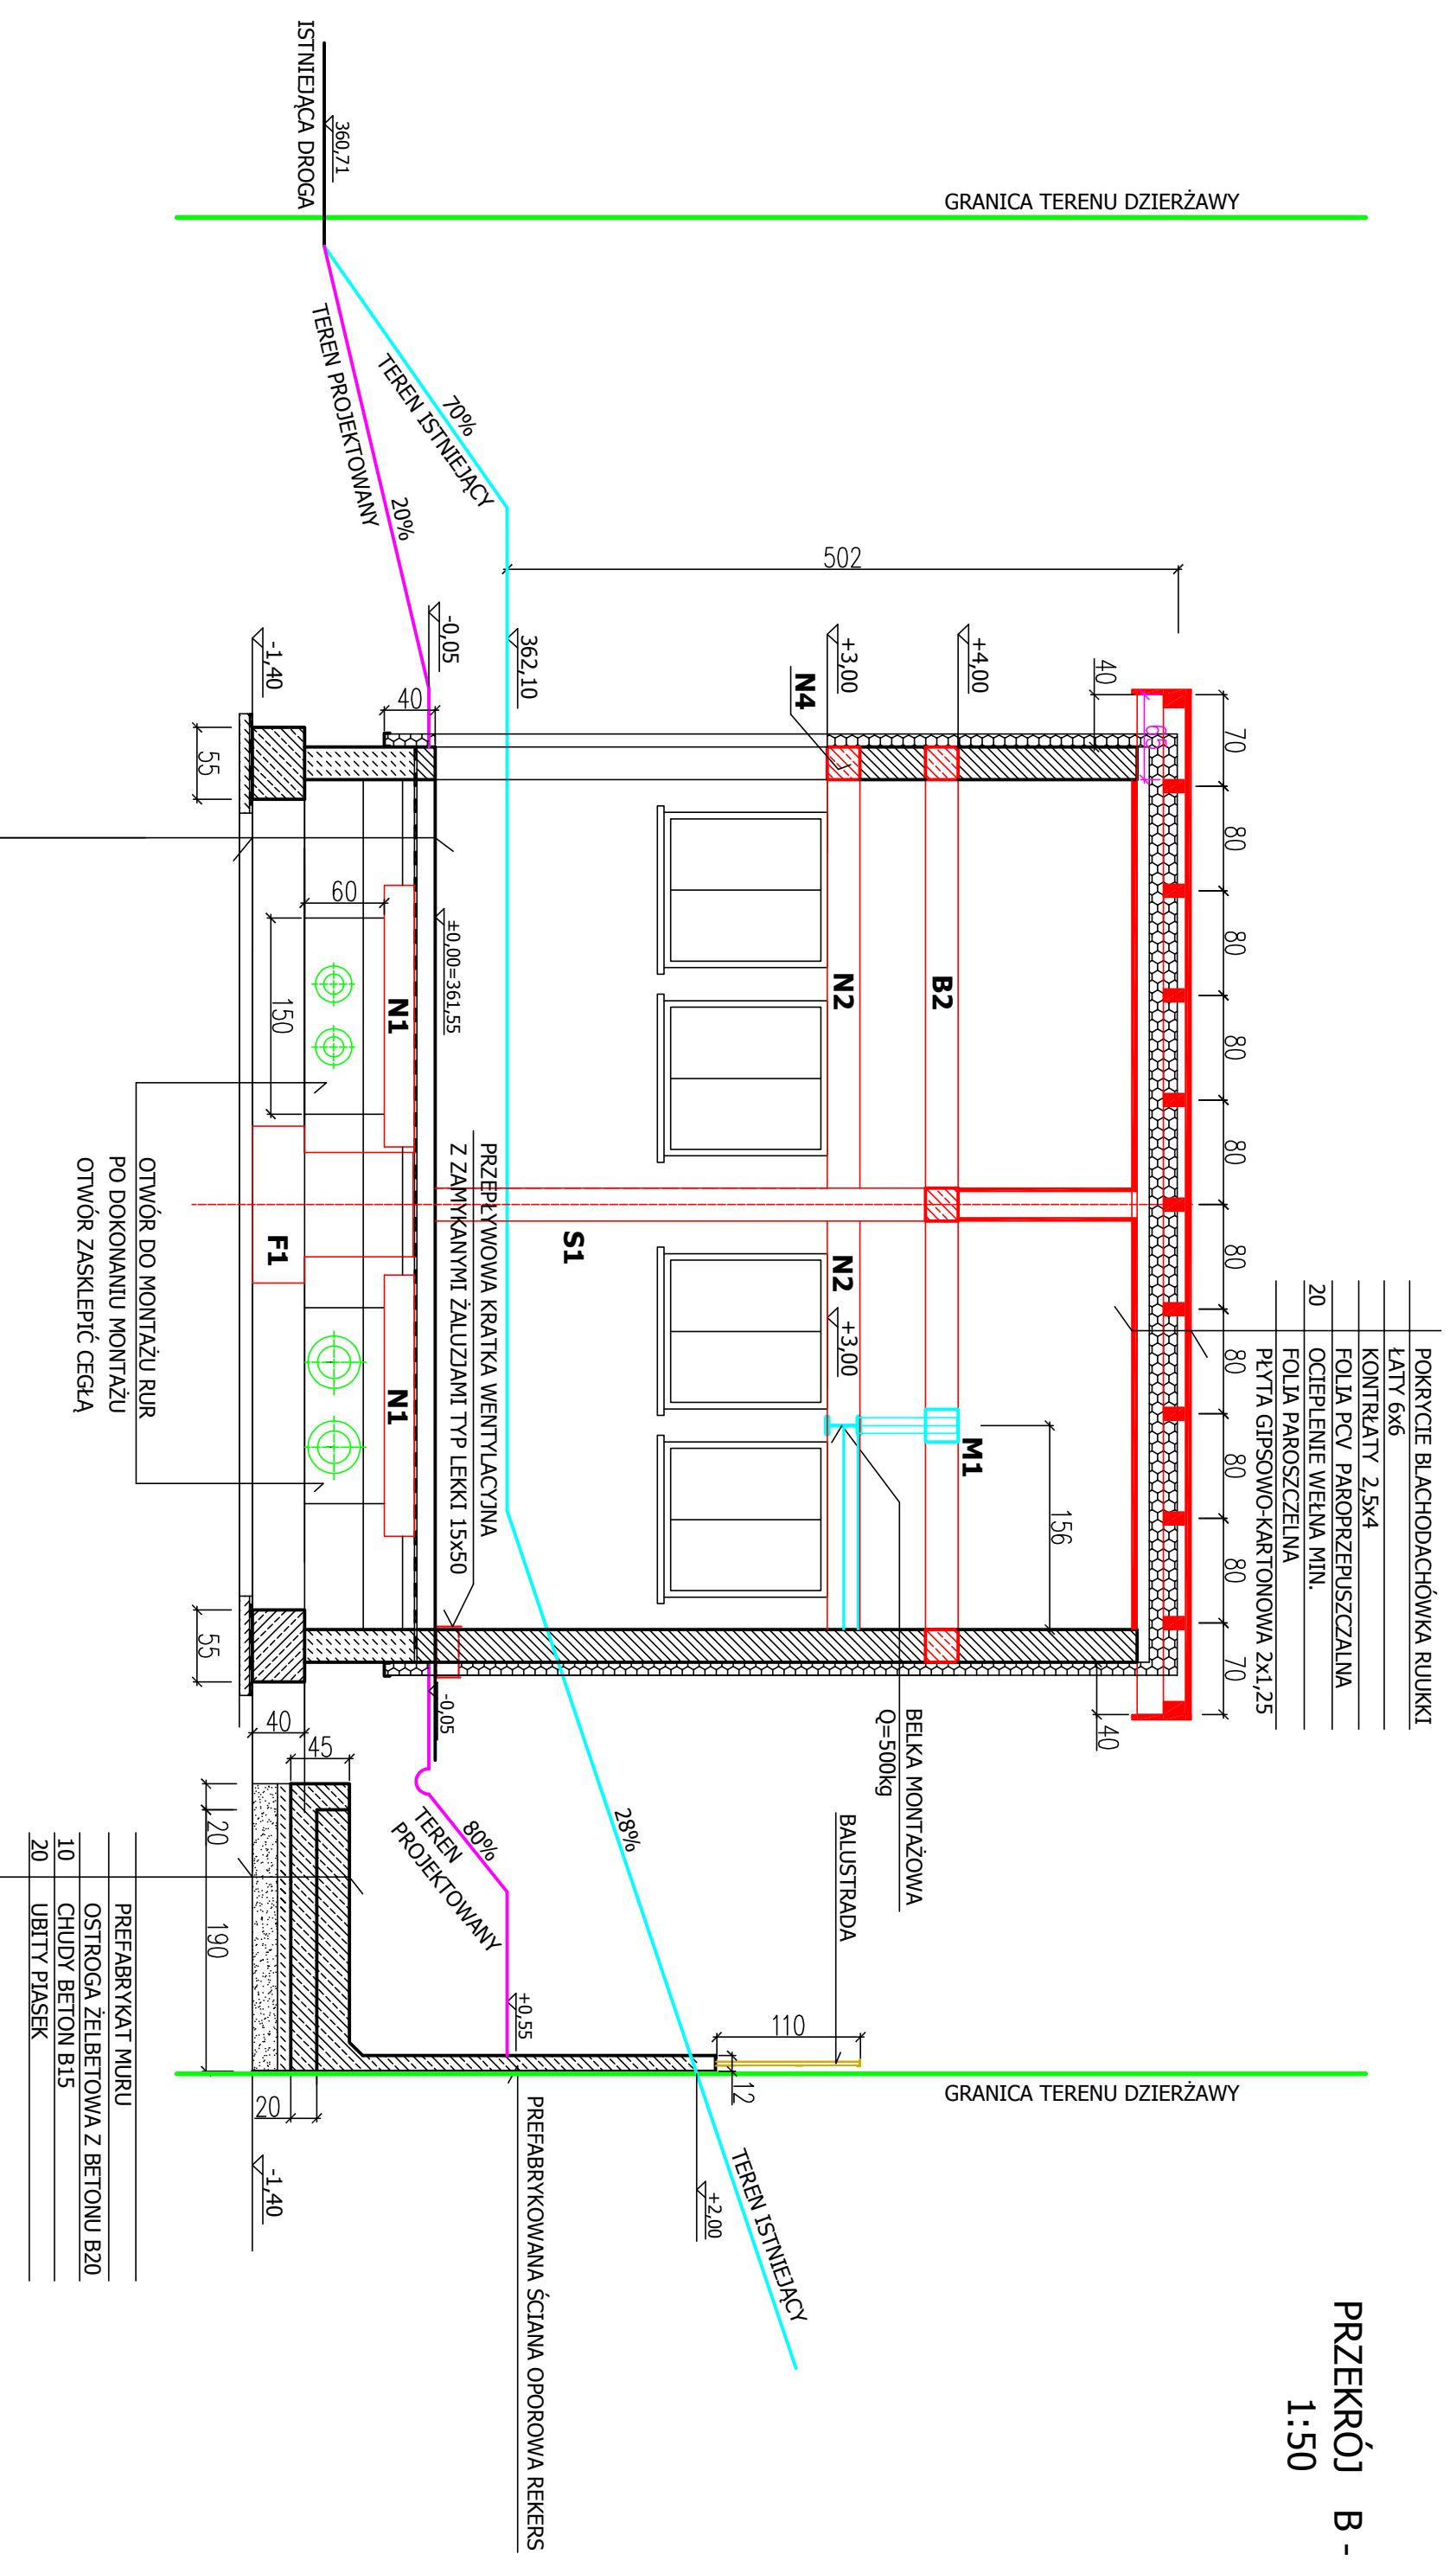 PRZEKRÓJ B -
1:50
POKRYCIE BLACHODACHÓWKA RUUKKI
ŁATY 6x6
KONTRŁATY 2,5x4
FOLIA PCV PAROPRZEPUSZCZALNA
20 OCIEPLENIE WEŁNA MIN.
FOLIA PAROSZCZELNA
PŁYTA GIPSOWO-KARTONOWA 2x1,25
70
80
80
80
80
80
80
80
80
70
40
65
40
GRANICA TERENU DZIERŻAWY
GRANICA TERENU DZIERŻAWY
502
+4,00
+3,00
N4
B2
M1
156
N2
N2
+3,00
BELKA MONTAŻOWA
Q=500kg
BALUSTRADA
110
12
+2,00
TEREN ISTNIEJĄCY
28%
S1
362,10
PRZEPŁYWOWA KRATKA WENTYLACYJNA
Z ZAMYKANYMI ŻALUZJAMI TYP LEKKI 15x50
PREFABRYKOWANA ŚCIANA OPOROWA REKERS
+0,55
80%
TEREN
PROJEKTOWANY
-0,05
-0,05
±0,00=361,55
70%
TEREN ISTNIEJĄCY
20%
TEREN PROJEKTOWANY
360,71
ISTNIEJĄCA DROGA
40
60
N1
N1
150
F1
-1,40
-1,40
55
55
40
45
20
190
20
OTWÓR DO MONTAŻU RUR
PO DOKONANIU MONTAŻU
OTWÓR ZASKLEPIĆ CEGŁĄ
PREFABRYKAT MURU
OSTROGA ŻELBETOWA Z BETONU B20
10 CHUDY BETON B15
20 UBITY PIASEK